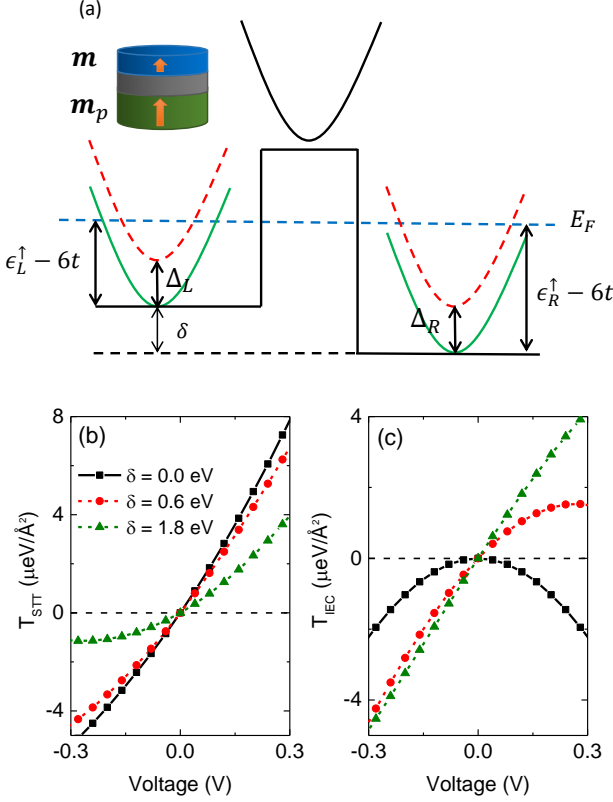 (a)
m
m_p
E_F
ϵ_L^↑ − 6t
Δ_L
δ
Δ_R
ϵ_R^↑ − 6t
(b)
δ = 0.0 eV
δ = 0.6 eV
δ = 1.8 eV
T_STT (μeV/Å²)
8
4
0
-4
-0.3 0.0 0.3
Voltage (V)
(c)
T_IEC (μeV/Å²)
4
0
-4
-0.3 0.0 0.3
Voltage (V)